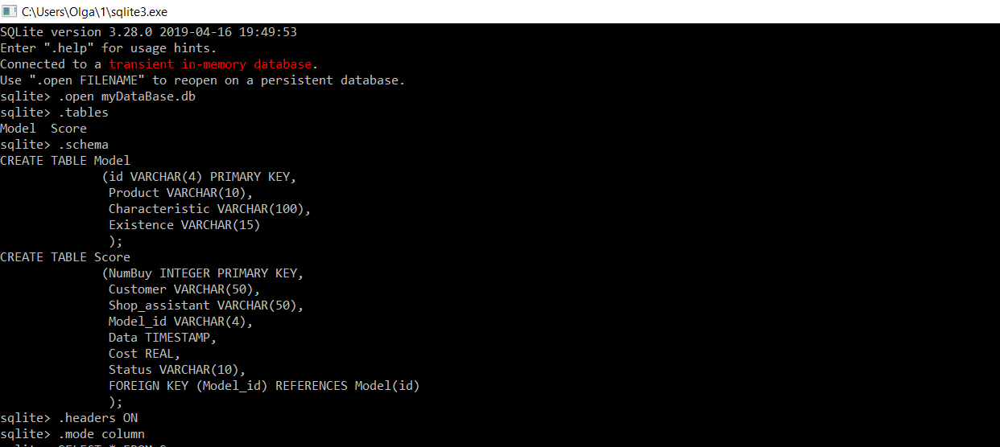 C:\Users\Olga\1\sqlite3.exe
SQLite version 3.28.0 2019-04-16 19:49:53
Enter ".help" for usage hints.
Connected to a transient in-memory database.
Use ".open FILENAME" to reopen on a persistent database.
sqlite> .open myDataBase.db
sqlite> .tables
Model  Score
sqlite> .schema
CREATE TABLE Model
              (id VARCHAR(4) PRIMARY KEY,
               Product VARCHAR(10),
               Characteristic VARCHAR(100),
               Existence VARCHAR(15)
               );
CREATE TABLE Score
              (NumBuy INTEGER PRIMARY KEY,
               Customer VARCHAR(50),
               Shop_assistant VARCHAR(50),
               Model_id VARCHAR(4),
               Data TIMESTAMP,
               Cost REAL,
               Status VARCHAR(10),
               FOREIGN KEY (Model_id) REFERENCES Model(id)
               );
sqlite> .headers ON
sqlite> .mode column
sqlite> SELECT * FROM